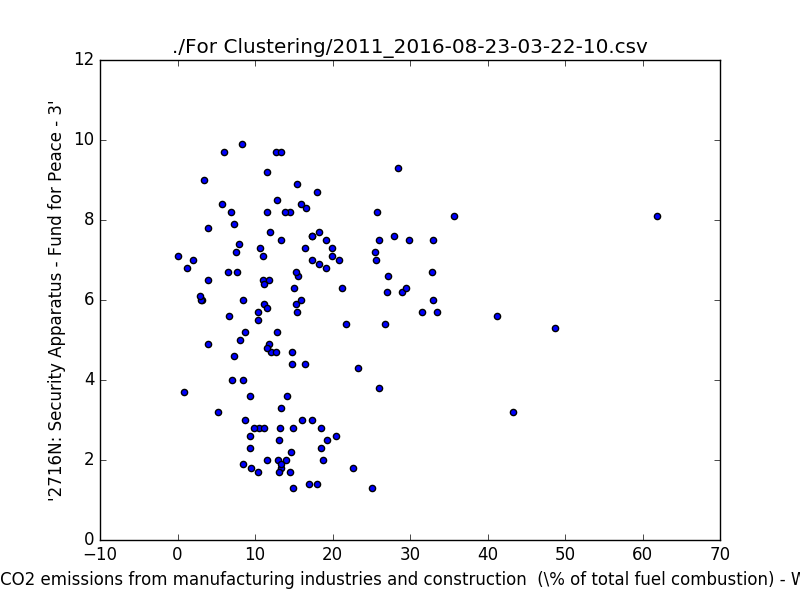 ./For Clustering/2011_2016-08-23-03-22-10.csv
12
10
8
6
4
2
0
'2716N: Security Apparatus - Fund for Peace - 3'
−10 0 10 20 30 40 50 60 70
CO2 emissions from manufacturing industries and construction (\% of total fuel combustion) -